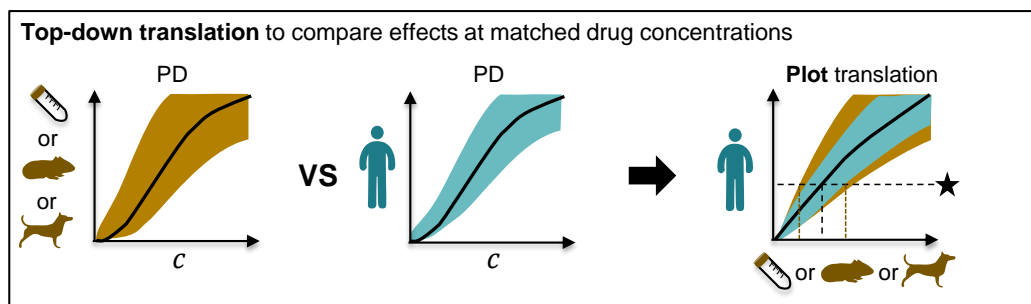 Top-down translation to compare effects at matched drug concentrations
PD
PD
Plot translation
or
or
VS
c
c
or
or